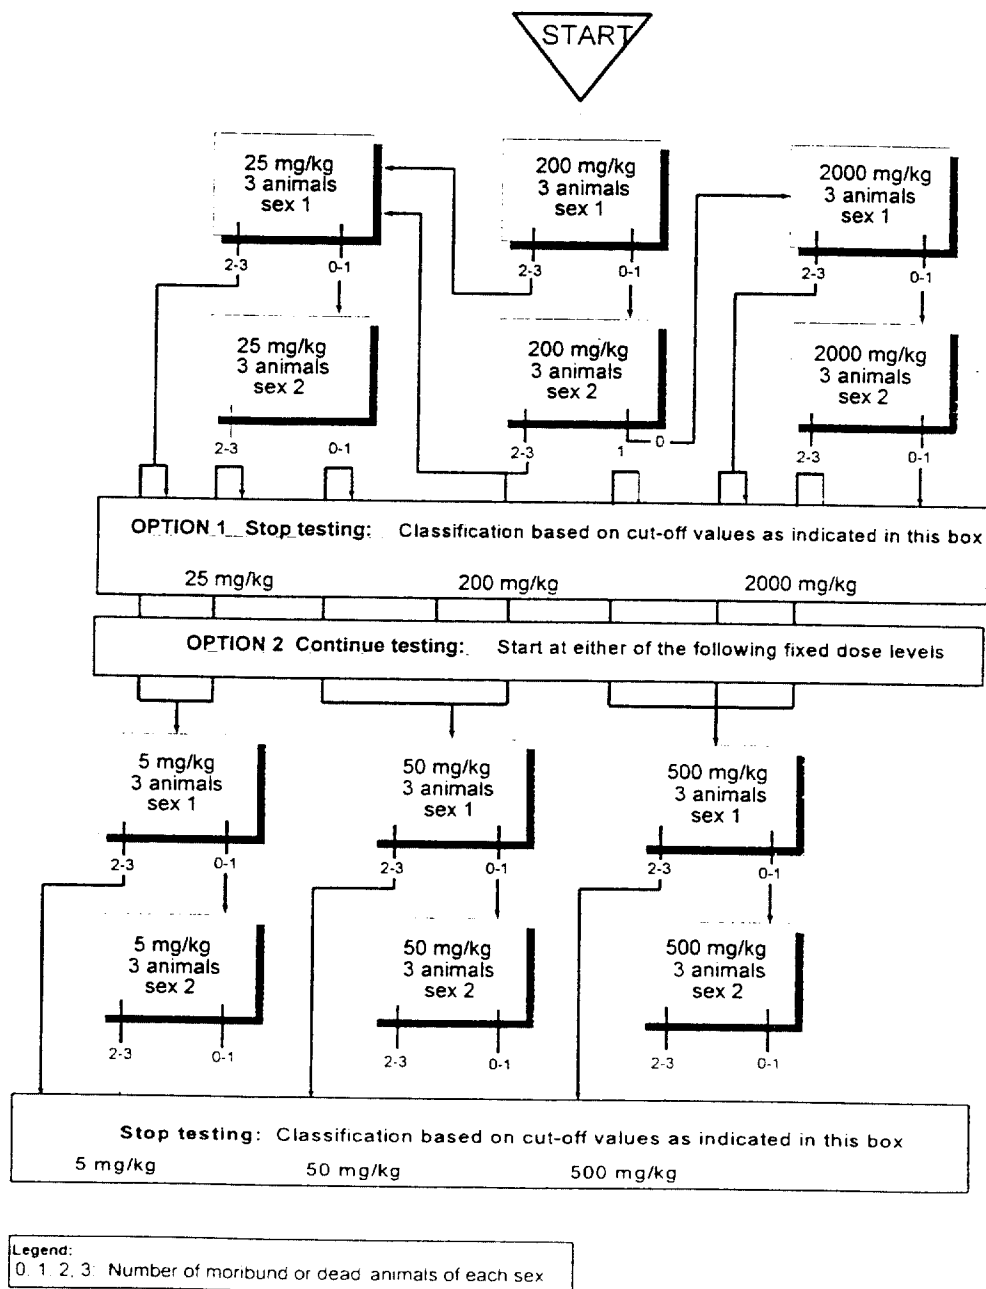 START
25 mg/kg
3 animals
sex 1
2-3
0-1
200 mg/kg
3 animals
sex 1
2-3
0-1
2000 mg/kg
3 animals
sex 1
2-3
0-1
25 mg/kg
3 animals
sex 2
2-3
0-1
200 mg/kg
3 animals
sex 2
2-3
1
0
2000 mg/kg
3 animals
sex 2
2-3
0-1
OPTION 1 Stop testing: Classification based on cut-off values as indicated in this box
25 mg/kg 200 mg/kg 2000 mg/kg
OPTION 2 Continue testing: Start at either of the following fixed dose levels
5 mg/kg
3 animals
sex 1
2-3
0-1
50 mg/kg
3 animals
sex 1
2-3
0-1
500 mg/kg
3 animals
sex 1
2-3
0-1
5 mg/kg
3 animals
sex 2
2-3
0-1
50 mg/kg
3 animals
sex 2
2-3
0-1
500 mg/kg
3 animals
sex 2
2-3
0-1
Stop testing: Classification based on cut-off values as indicated in this box
5 mg/kg 50 mg/kg 500 mg/kg
Legend:
0, 1, 2, 3: Number of moribund or dead animals of each sex